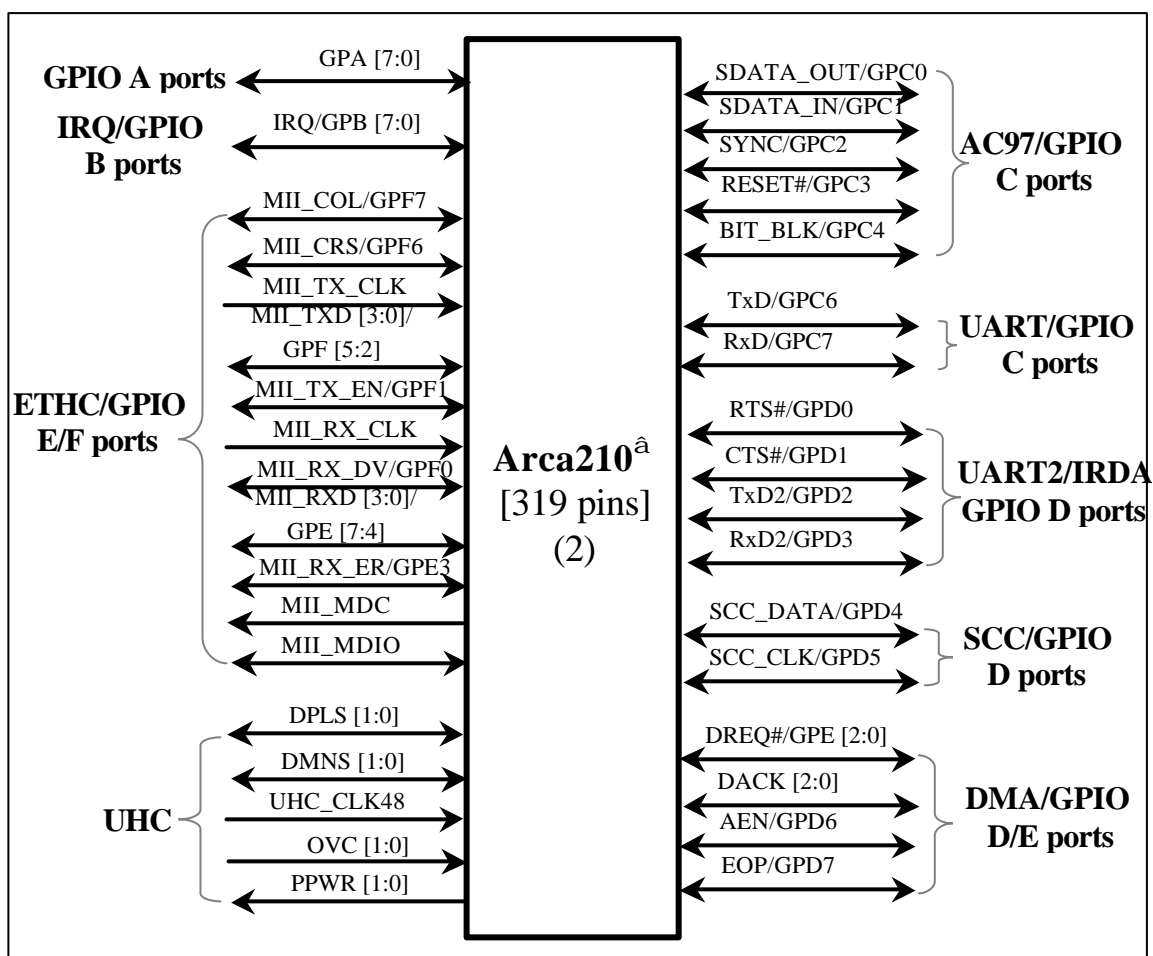 GPIO A ports
GPA [7:0]
IRQ/GPIO
B ports
IRQ/GPB [7:0]
ETHC/GPIO
E/F ports
MII_COL/GPF7
MII_CRS/GPF6
MII_TX_CLK
MII_TXD [3:0]/
GPF [5:2]
MII_TX_EN/GPF1
MII_RX_CLK
MII_RX_DV/GPF0
MII_RXD [3:0]/
GPE [7:4]
MII_RX_ER/GPE3
MII_MDC
MII_MDIO
UHC
DPLS [1:0]
DMNS [1:0]
UHC_CLK48
OVC [1:0]
PPWR [1:0]
Arca210â
[319 pins]
(2)
SDATA_OUT/GPC0
SDATA_IN/GPC1
SYNC/GPC2
RESET#/GPC3
BIT_BLK/GPC4
AC97/GPIO
C ports
TxD/GPC6
RxD/GPC7
UART/GPIO
C ports
RTS#/GPD0
CTS#/GPD1
TxD2/GPD2
RxD2/GPD3
UART2/IRDA
GPIO D ports
SCC_DATA/GPD4
SCC_CLK/GPD5
SCC/GPIO
D ports
DREQ#/GPE [2:0]
DACK [2:0]
AEN/GPD6
EOP/GPD7
DMA/GPIO
D/E ports